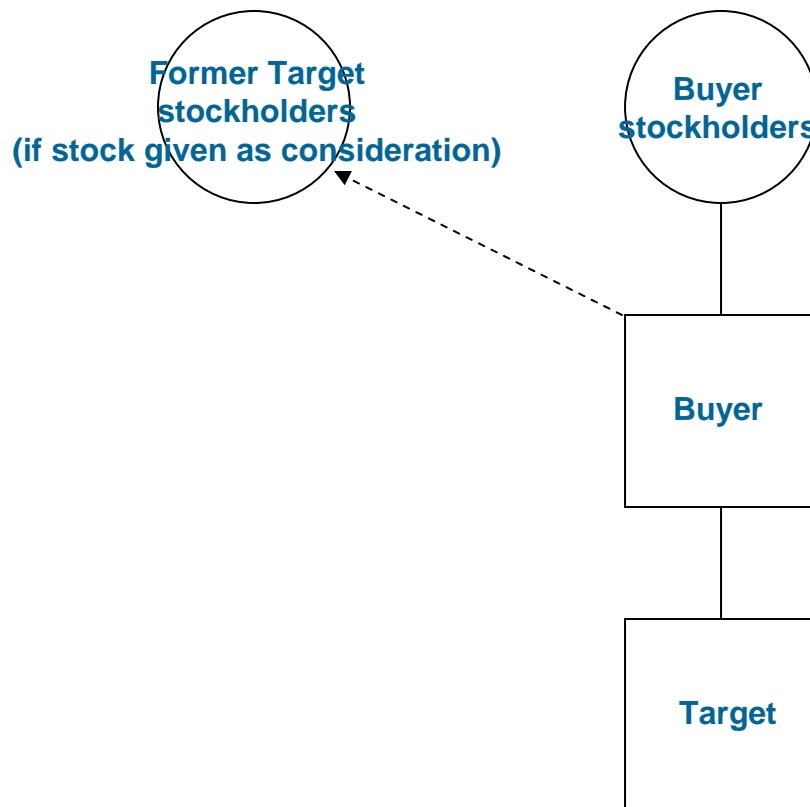 Former Target
stockholders
(if stock given as consideration)
Buyer
stockholders
Buyer
Target